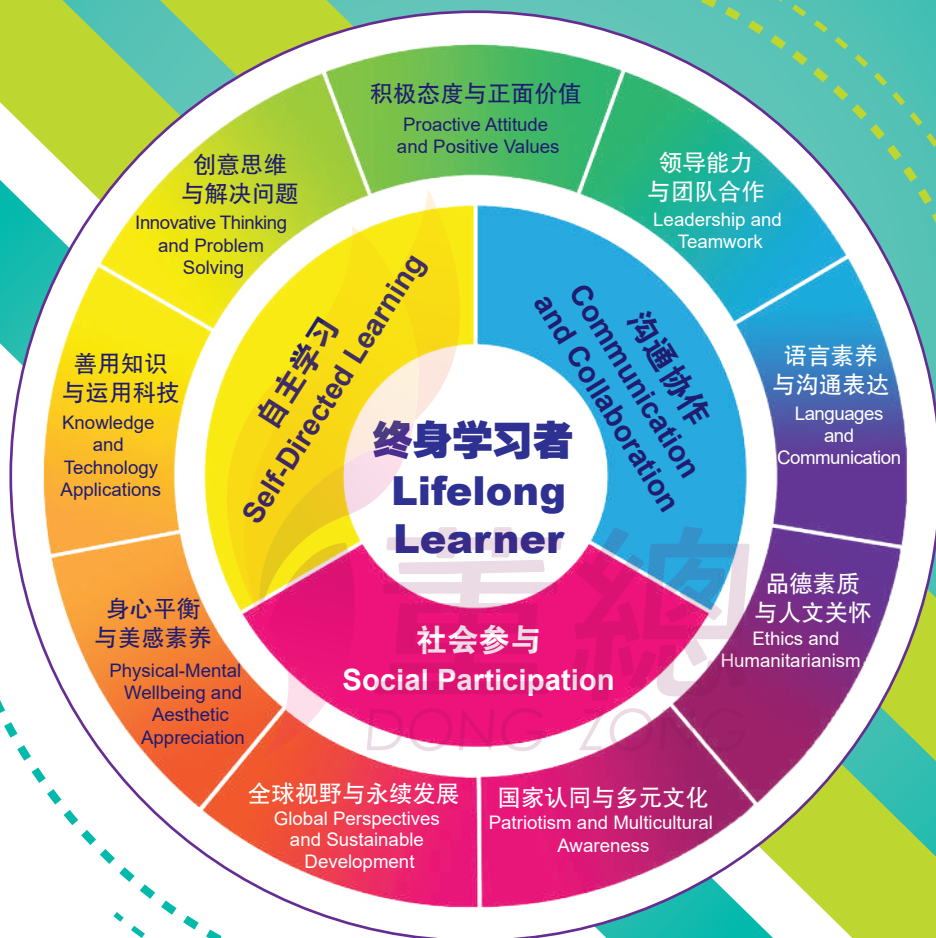 积极态度与正面价值
Proactive Attitude
and Positive Values
领导能力
与团队合作
Leadership and
Teamwork
语言素养
与沟通表达
Languages
and
Communication
品德素质
与人文关怀
Ethics and
Humanitarianism
国家认同与多元文化
Patriotism and Multicultural
Awareness
全球视野与永续发展
Global Perspectives
and Sustainable
Development
身心平衡
与美感素养
Physical-Mental
Wellbeing and
Aesthetic
Appreciation
善用知识
与运用科技
Knowledge
and
Technology
Applications
创意思维
与解决问题
Innovative Thinking
and Problem
Solving
自主学习
Self-Directed Learning
沟通协作
Communication
and Collaboration
社会参与
Social Participation
终身学习者
Lifelong
Learner
董總
DONG ZONG